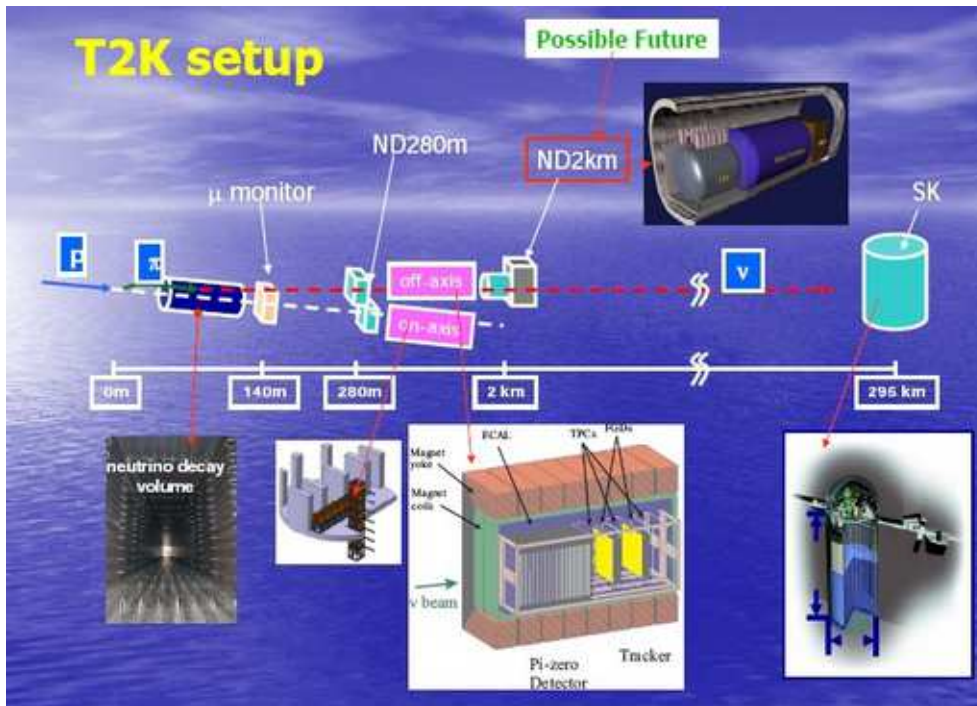 T2K setup
Possible Future
ND280m
ND2km
μ monitor
SK
p
π
off-axis
ν
on-axis
0m
140m
280m
2 km
295 km
neutrino decay
volume
ECAL
TPCs
FGDs
Magnet
yoke
Magnet
coils
ν beam
Pi-zero
Detector
Tracker